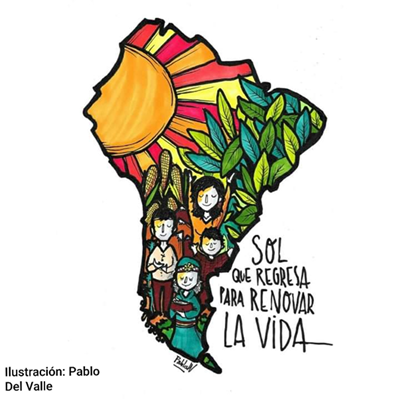 SOL
QUE REGRESA
PARA RENOVAR
LA VIDA
Ilustración: Pablo
Del Valle